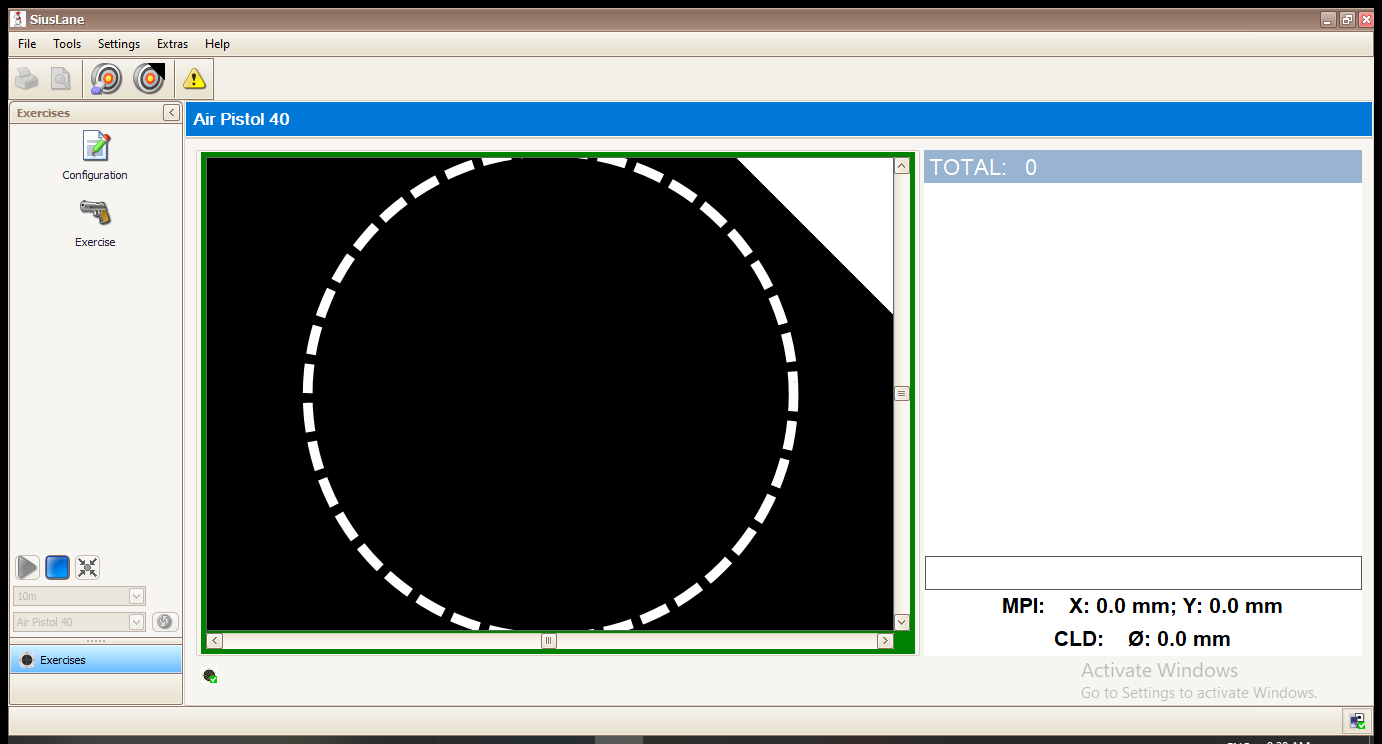 SiusLane
File Tools Settings Extras Help
Exercises
Configuration
Exercise
10m
Air Pistol 40
Exercises
Air Pistol 40
TOTAL: 0
MPI: X: 0.0 mm; Y: 0.0 mm
CLD: Ø: 0.0 mm
Activate Windows
Go to Settings to activate Windows.